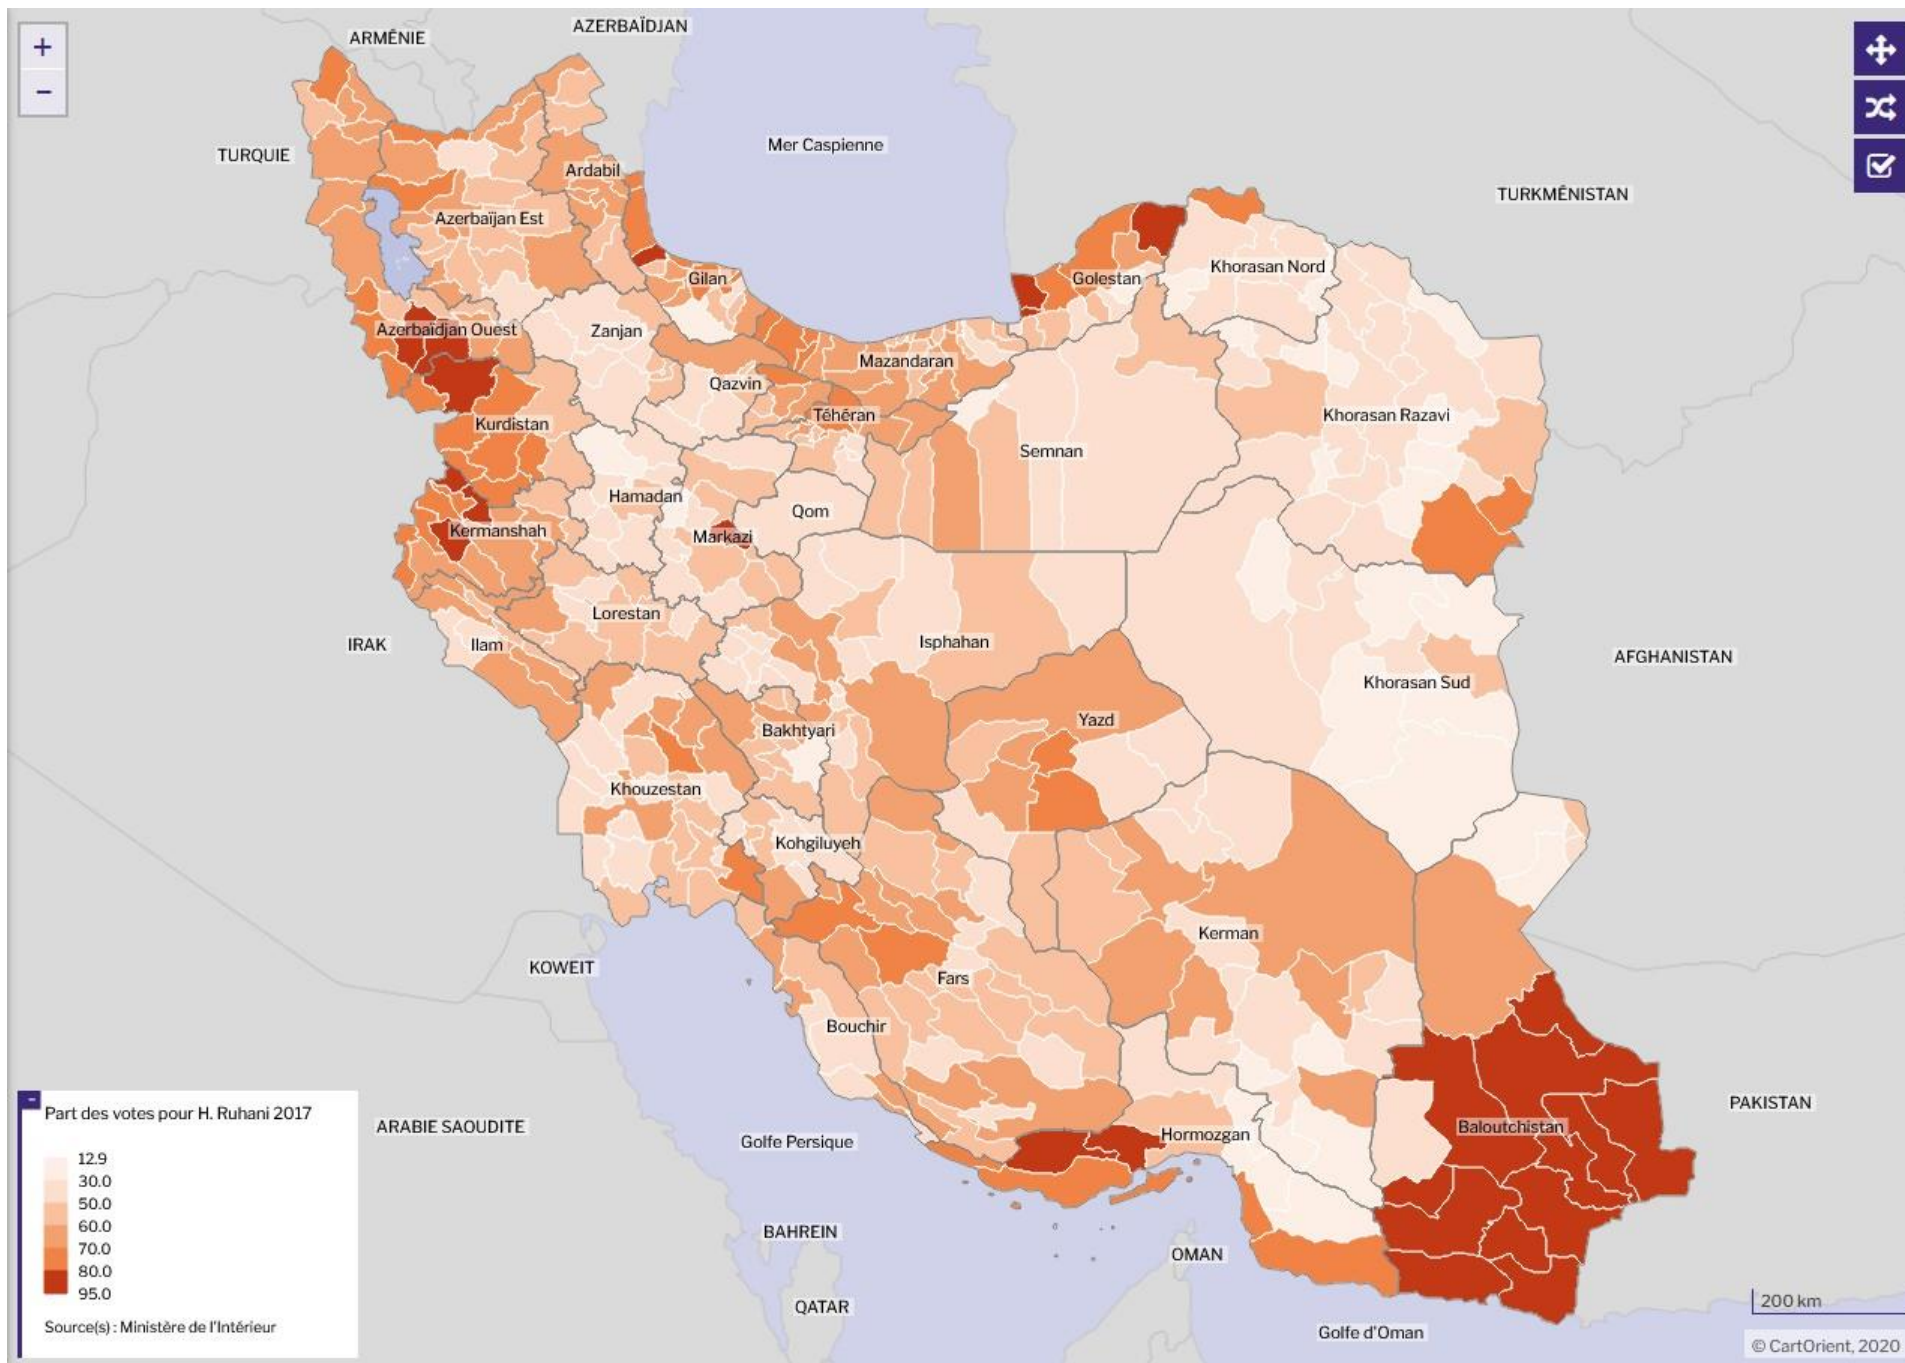 +
−
ARMÉNIE
AZERBAÏDJAN
TURQUIE
Mer Caspienne
TURKMÉNISTAN
Ardabil
Azerbaïjan Est
Gilan
Golestan
Khorasan Nord
Azerbaïdjan Ouest
Zanjan
Mazandaran
Qazvin
Téhéran
Khorasan Razavi
Kurdistan
Semnan
Hamadan
Qom
Kermanshah
Markazi
Lorestan
IRAK
Ilam
Isphahan
AFGHANISTAN
Khorasan Sud
Yazd
Bakhtyari
Khouzestan
Kohgiluyeh
Kerman
KOWEIT
Fars
Bouchir
ARABIE SAOUDITE
Golfe Persique
Hormozgan
Baloutchistan
PAKISTAN
BAHREIN
OMAN
QATAR
Golfe d'Oman
-
Part des votes pour H. Ruhani 2017
12.9
30.0
50.0
60.0
70.0
80.0
95.0
Source(s) : Ministère de l'Intérieur
200 km
© CartOrient, 2020